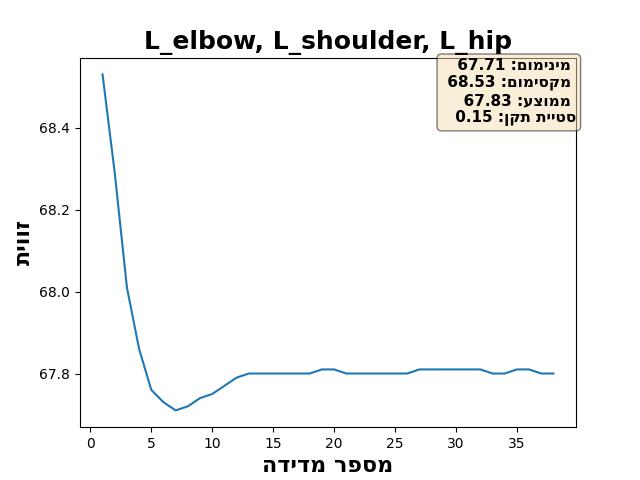 L_elbow, L_shoulder, L_hip
מינימום: 67.71
מקסימום: 68.53
ממוצע: 67.83
סטיית תקן: 0.15
68.4
68.2
68.0
67.8
זווית
0 5 10 15 20 25 30 35
מספר מדידה